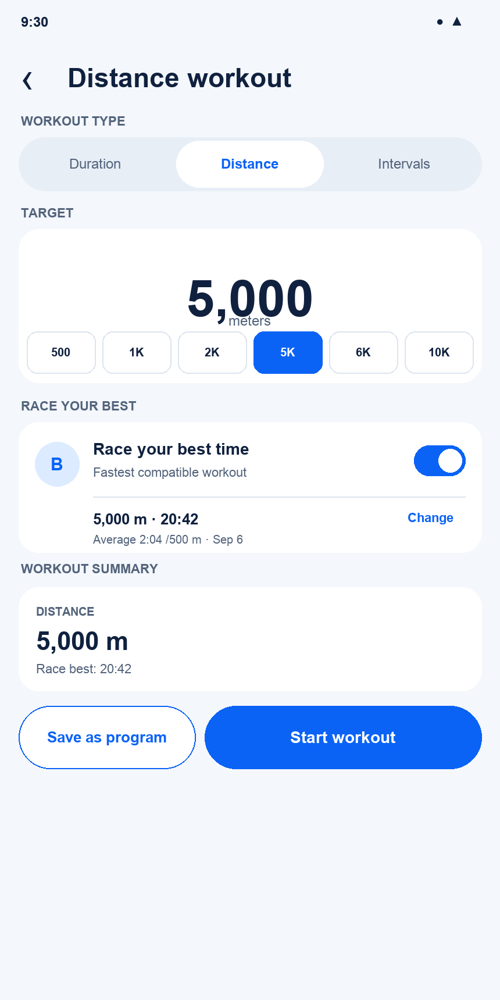 9:30
Distance workout
WORKOUT TYPE
Duration Distance Intervals
TARGET
5,000
meters
500 1K 2K 5K 6K 10K
RACE YOUR BEST
B Race your best time
Fastest compatible workout
5,000 m · 20:42 Change
Average 2:04 /500 m · Sep 6
WORKOUT SUMMARY
DISTANCE
5,000 m
Race best: 20:42
Save as program Start workout